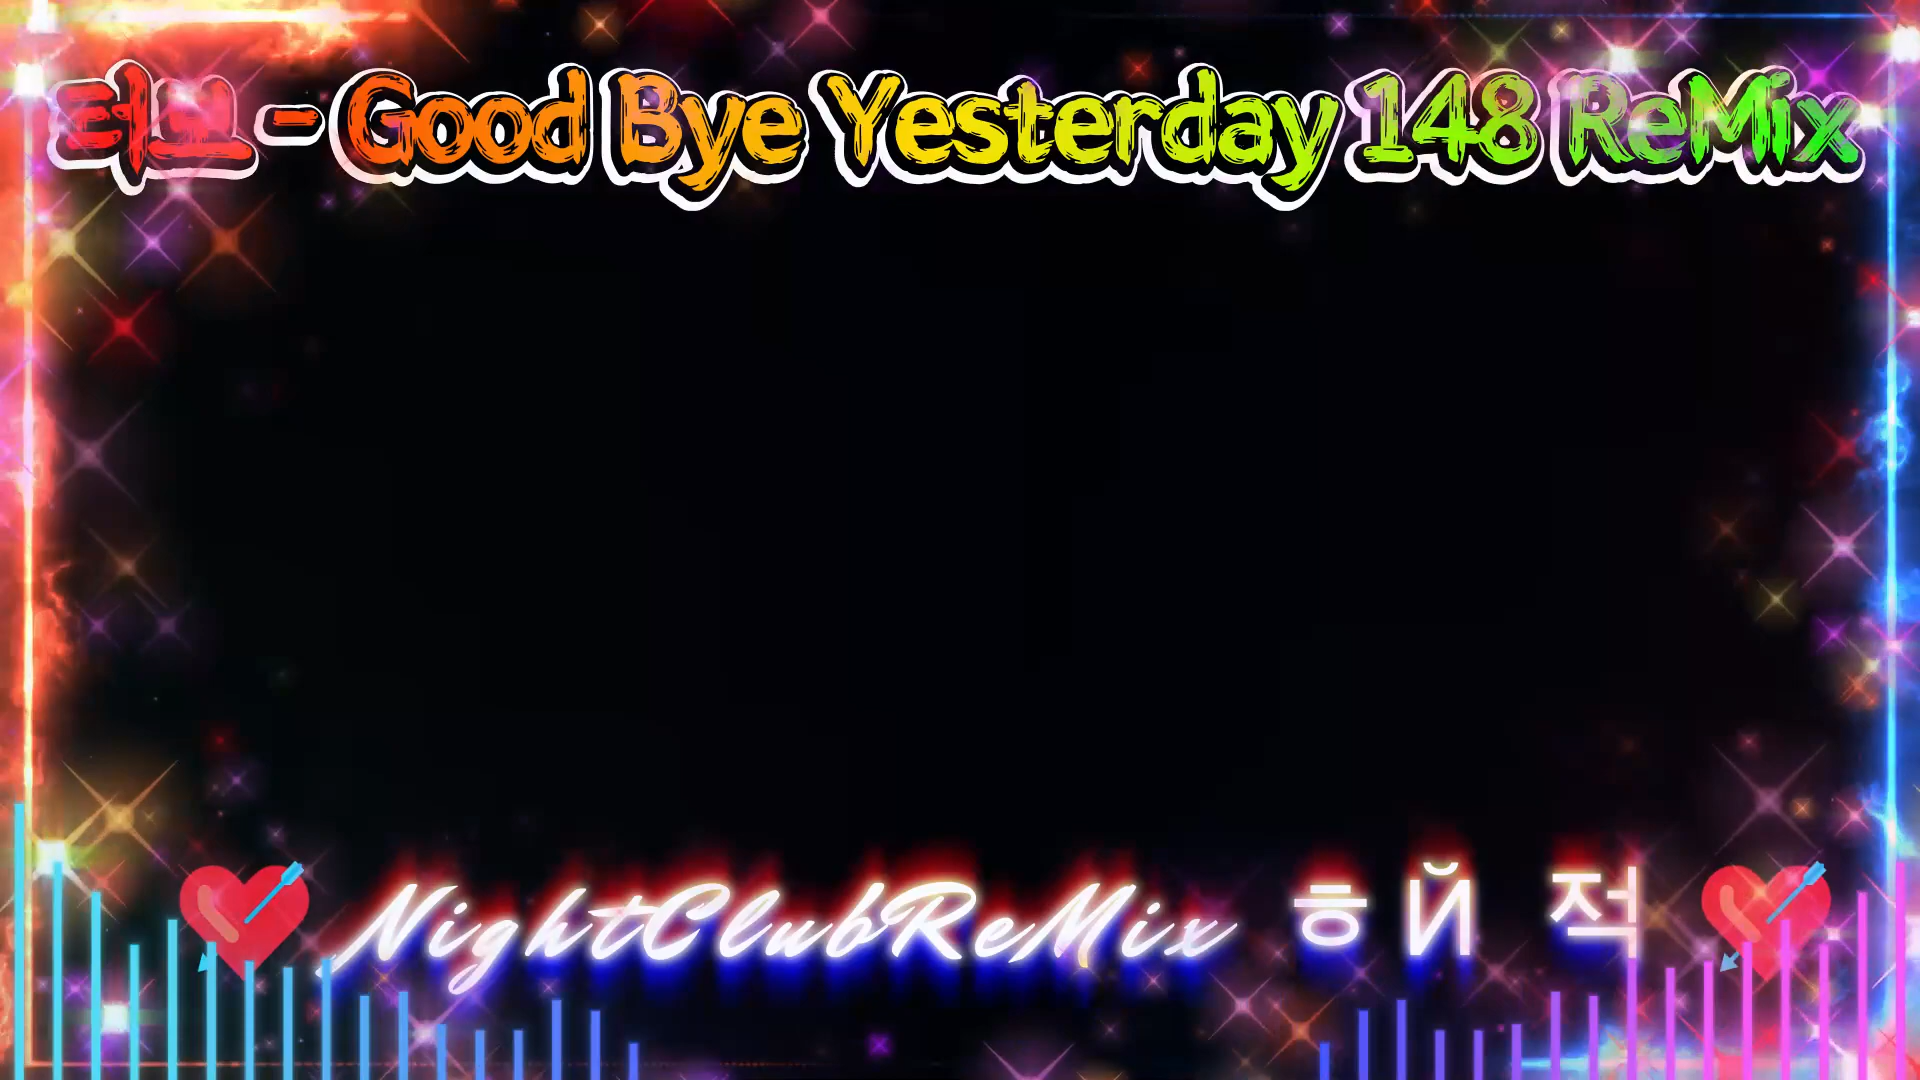 터보 - Good Bye Yesterday 148 ReMix
NightClubReMix ㅎЙ 적